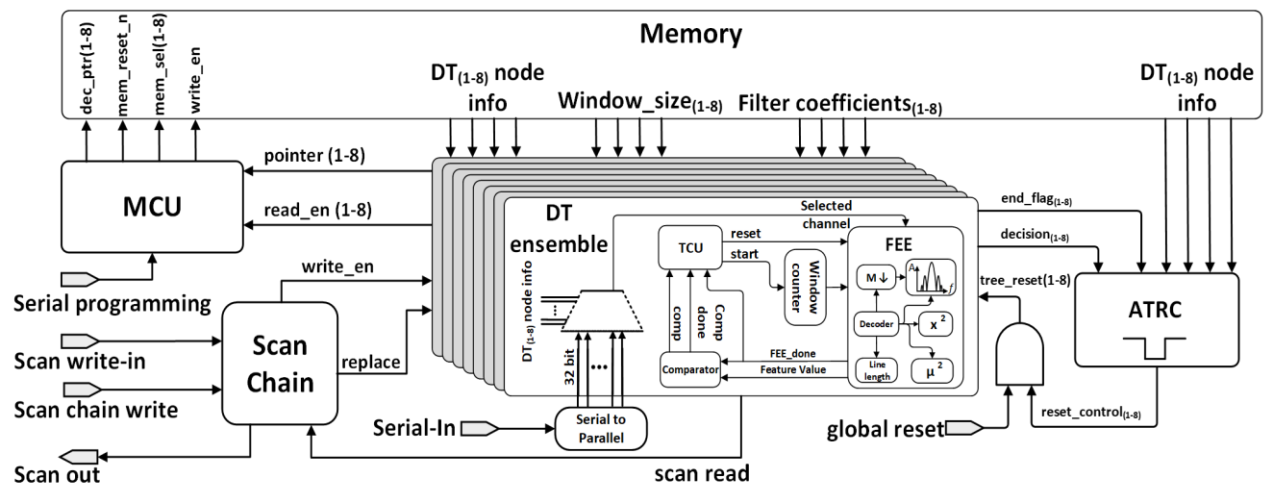 Memory
dec_ptr(1-8)
mem_reset_n
mem_sel(1-8)
write_en
DT(1-8) node
info
Window_size(1-8)
Filter coefficients(1-8)
DT(1-8) node
info
MCU
pointer (1-8)
read_en (1-8)
Serial programming
write_en
Scan write-in
Scan chain write
Scan out
Scan
Chain
replace
DT
ensemble
DT(1-8) node info
32 bit
Serial-In
Serial to
Parallel
scan read
Selected
channel
TCU
reset
start
Window
counter
comp
Comp
done
Comparator
FEE_done
Feature Value
FEE
M↓
A
f
Decoder
x²
Line
length
μ²
end_flag(1-8)
decision(1-8)
tree_reset(1-8)
ATRC
reset_control(1-8)
global reset